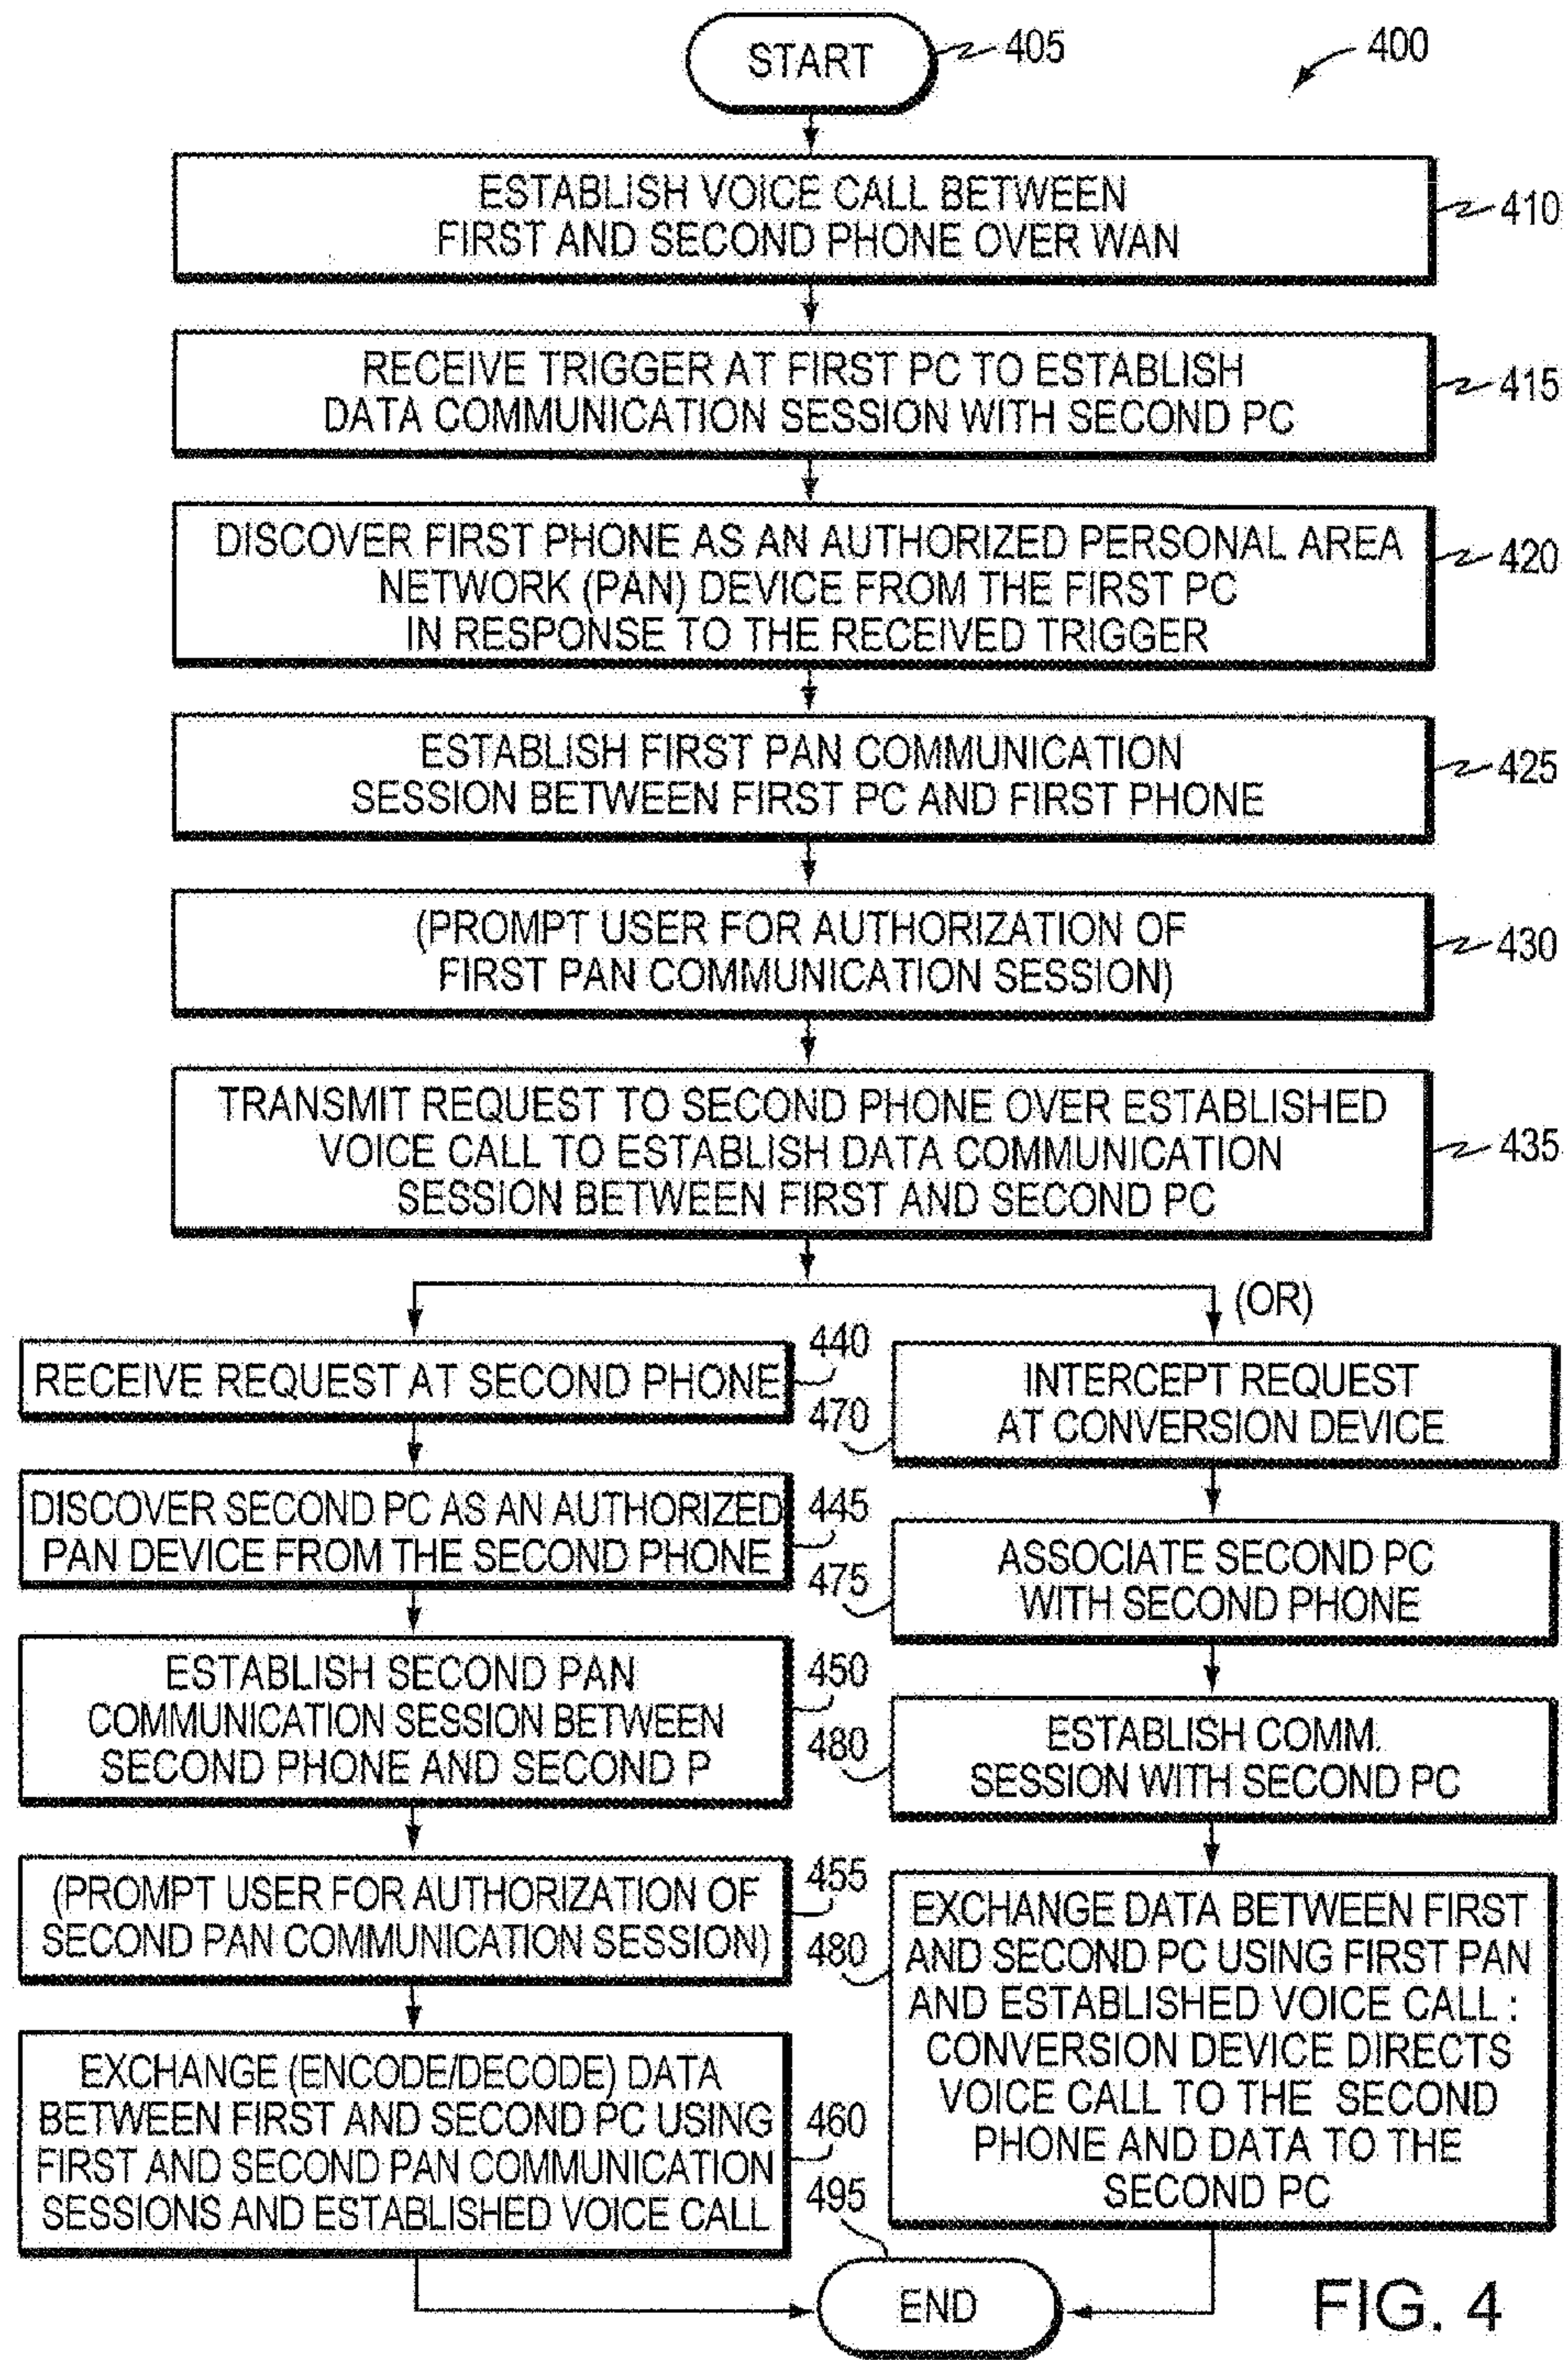 START
405
400
ESTABLISH VOICE CALL BETWEEN
FIRST AND SECOND PHONE OVER WAN
410
RECEIVE TRIGGER AT FIRST PC TO ESTABLISH
DATA COMMUNICATION SESSION WITH SECOND PC
415
DISCOVER FIRST PHONE AS AN AUTHORIZED PERSONAL AREA
NETWORK (PAN) DEVICE FROM THE FIRST PC
IN RESPONSE TO THE RECEIVED TRIGGER
420
ESTABLISH FIRST PAN COMMUNICATION
SESSION BETWEEN FIRST PC AND FIRST PHONE
425
(PROMPT USER FOR AUTHORIZATION OF
FIRST PAN COMMUNICATION SESSION)
430
TRANSMIT REQUEST TO SECOND PHONE OVER ESTABLISHED
VOICE CALL TO ESTABLISH DATA COMMUNICATION
SESSION BETWEEN FIRST AND SECOND PC
435
(OR)
RECEIVE REQUEST AT SECOND PHONE
440
DISCOVER SECOND PC AS AN AUTHORIZED
PAN DEVICE FROM THE SECOND PHONE
445
ESTABLISH SECOND PAN
COMMUNICATION SESSION BETWEEN
SECOND PHONE AND SECOND P
450
(PROMPT USER FOR AUTHORIZATION OF
SECOND PAN COMMUNICATION SESSION)
455
EXCHANGE (ENCODE/DECODE) DATA
BETWEEN FIRST AND SECOND PC USING
FIRST AND SECOND PAN COMMUNICATION
SESSIONS AND ESTABLISHED VOICE CALL
460
INTERCEPT REQUEST
AT CONVERSION DEVICE
470
ASSOCIATE SECOND PC
WITH SECOND PHONE
475
ESTABLISH COMM.
SESSION WITH SECOND PC
480
EXCHANGE DATA BETWEEN FIRST
AND SECOND PC USING FIRST PAN
AND ESTABLISHED VOICE CALL :
CONVERSION DEVICE DIRECTS
VOICE CALL TO THE SECOND
PHONE AND DATA TO THE
SECOND PC
480
495
END
FIG. 4